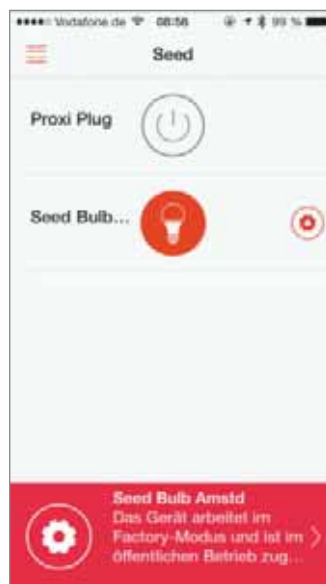 Vodafone.de 08:56 99 %
Seed
Proxi Plug
Seed Bulb...
Seed Bulb Amstd
Das Gerät arbeitet im
Factory-Modus und ist im
öffentlichen Betrieb zug...